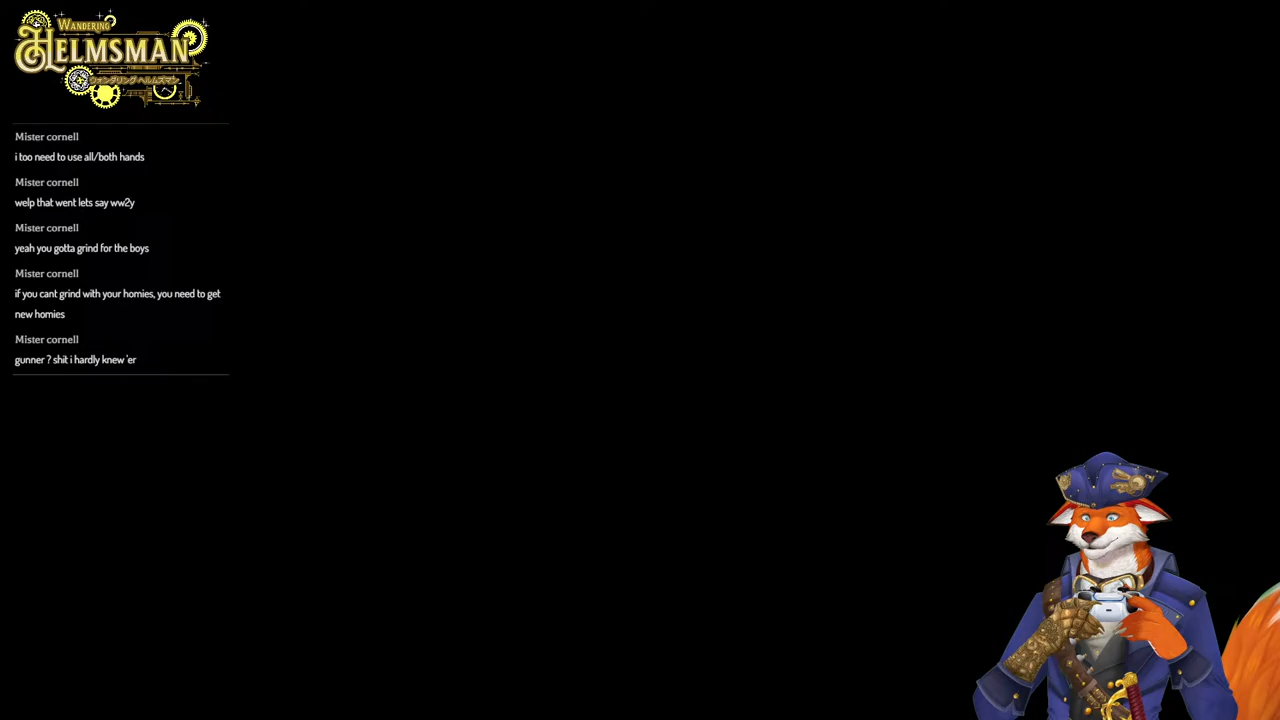 WANDERING
HELMSMAN
ワンダリングヘルムズマン
Mister cornell
i too need to use all/both hands
Mister cornell
welp that went lets say ww2y
Mister cornell
yeah you gotta grind for the boys
Mister cornell
if you cant grind with your homies, you need to get
new homies
Mister cornell
gunner ? shit i hardly knew 'er